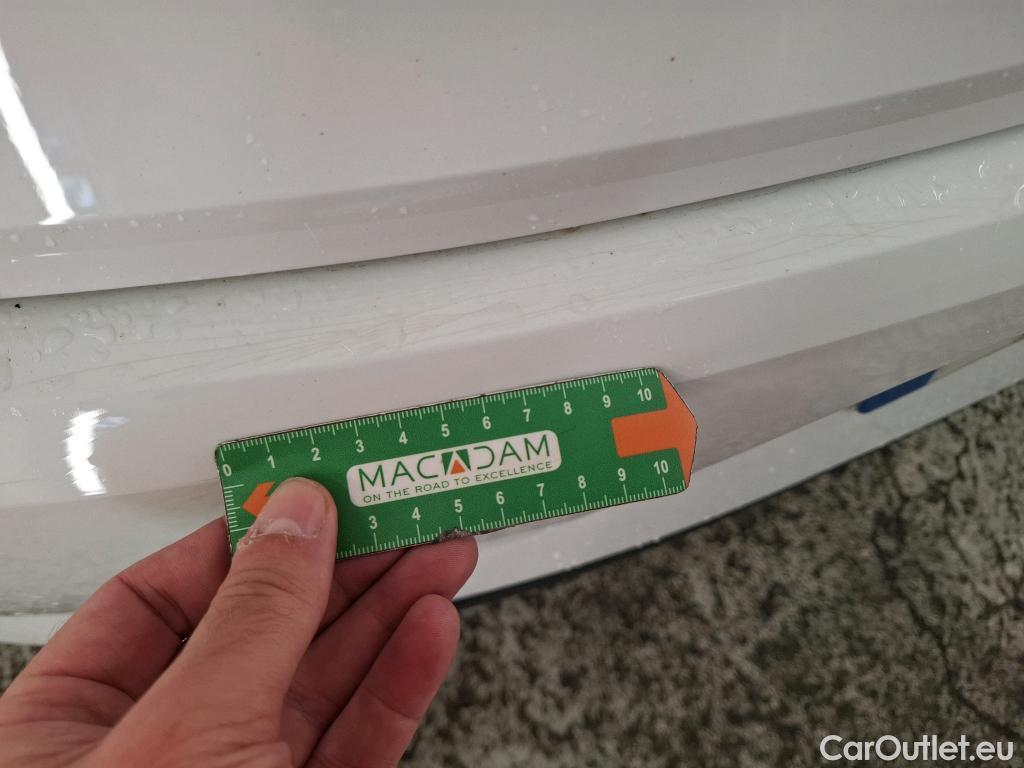 0 1 2 3 4 5 6 7 8 9 10
MACADAM
ON THE ROAD TO EXCELLENCE
3 4 5 6 7 8 9 10
CarOutlet.eu